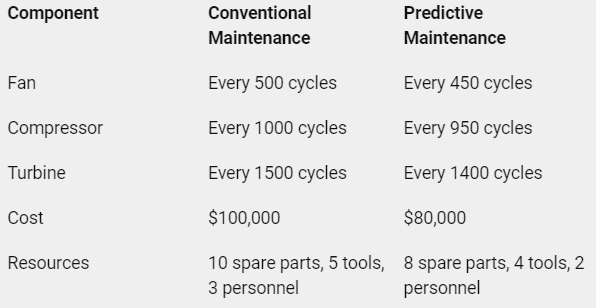 Component Conventional Maintenance Predictive Maintenance
Fan Every 500 cycles Every 450 cycles
Compressor Every 1000 cycles Every 950 cycles
Turbine Every 1500 cycles Every 1400 cycles
Cost $100,000 $80,000
Resources 10 spare parts, 5 tools, 3 personnel 8 spare parts, 4 tools, 2 personnel